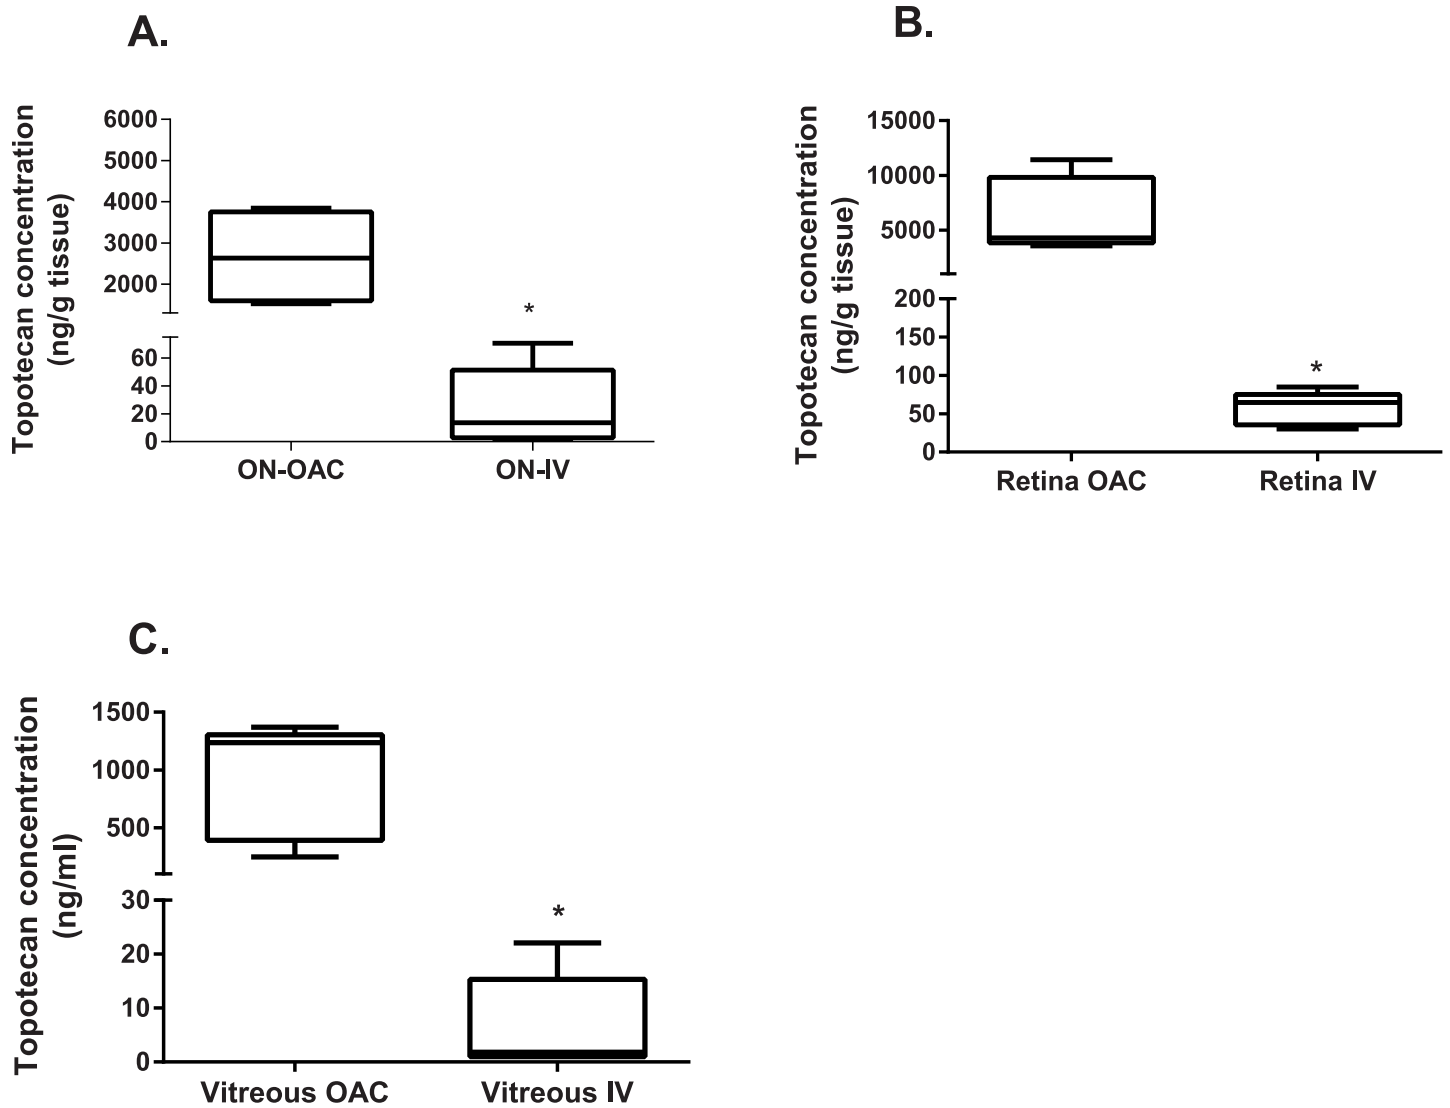 A.
Topotecan concentration
(ng/g tissue)
6000
5000
4000
3000
2000
60
40
20
0
*
ON-OAC
ON-IV
B.
Topotecan concentration
(ng/g tissue)
15000
10000
5000
200
150
100
50
0
*
Retina OAC
Retina IV
C.
Topotecan concentration
(ng/ml)
1500
1000
500
30
20
10
0
*
Vitreous OAC
Vitreous IV